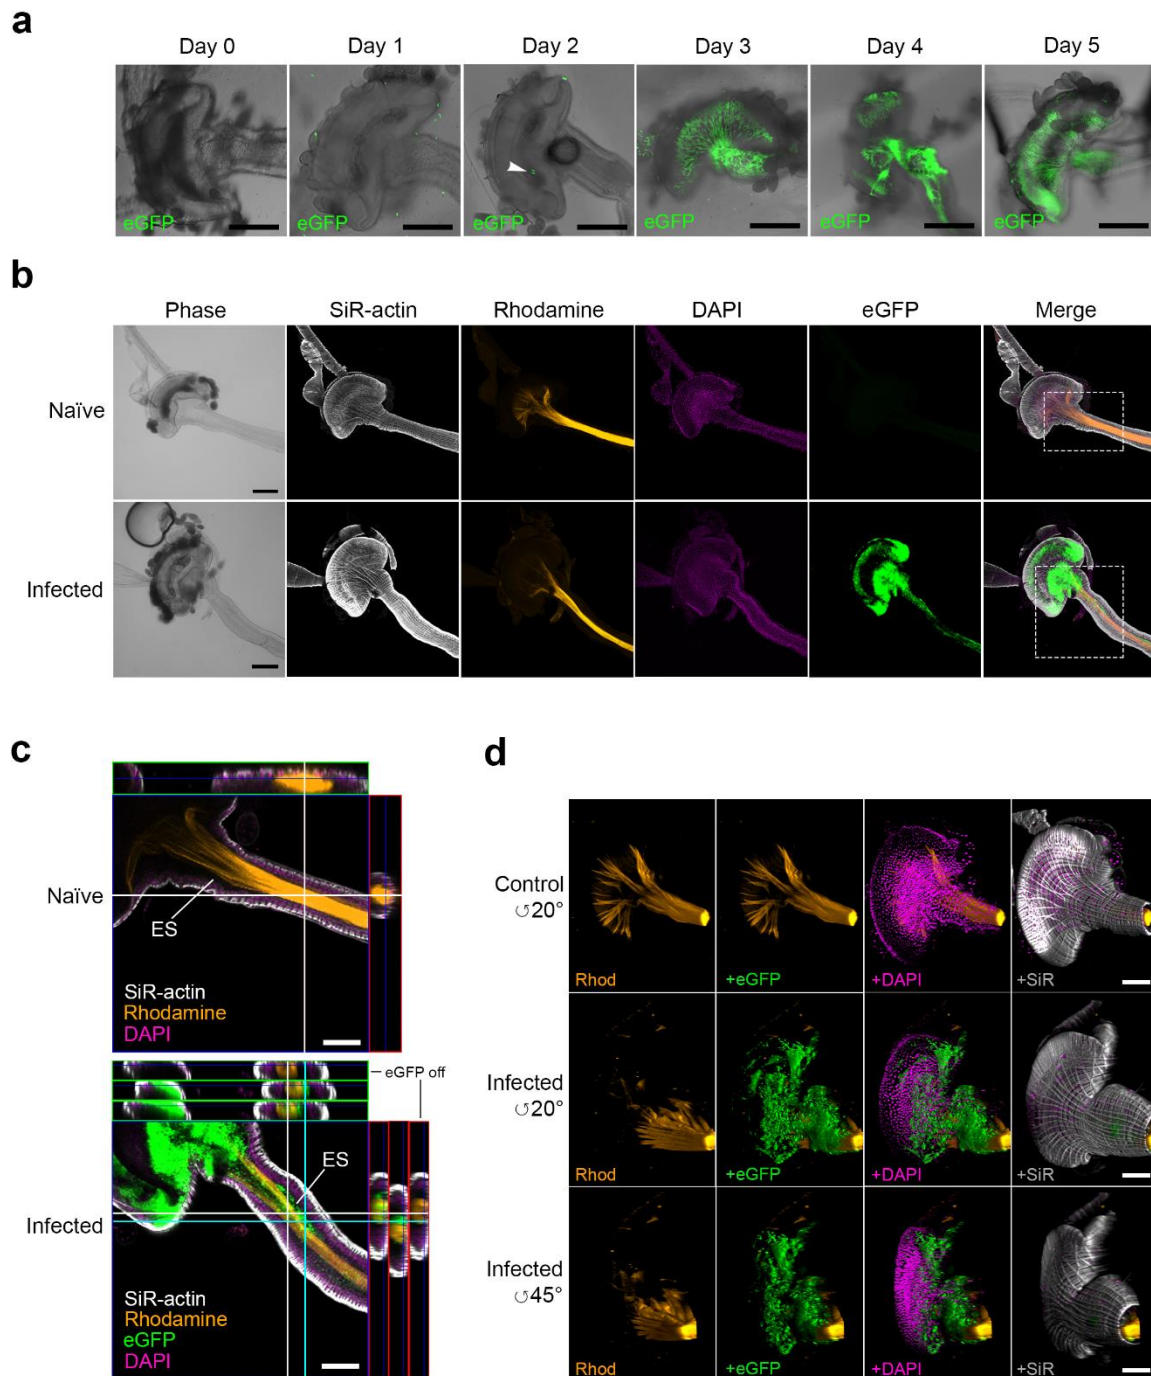 a
Day 0 Day 1 Day 2 Day 3 Day 4 Day 5
eGFP eGFP eGFP eGFP eGFP eGFP
b
Phase SiR-actin Rhodamine DAPI eGFP Merge
Naïve
Infected
c
Naïve
ES
SiR-actin
Rhodamine
DAPI
eGFP off
ES
Infected
SiR-actin
Rhodamine
eGFP
DAPI
d
Control
↺20°
Rhod +eGFP +DAPI +SiR
Infected
↺20°
Rhod +eGFP +DAPI +SiR
Infected
↺45°
Rhod +eGFP +DAPI +SiR